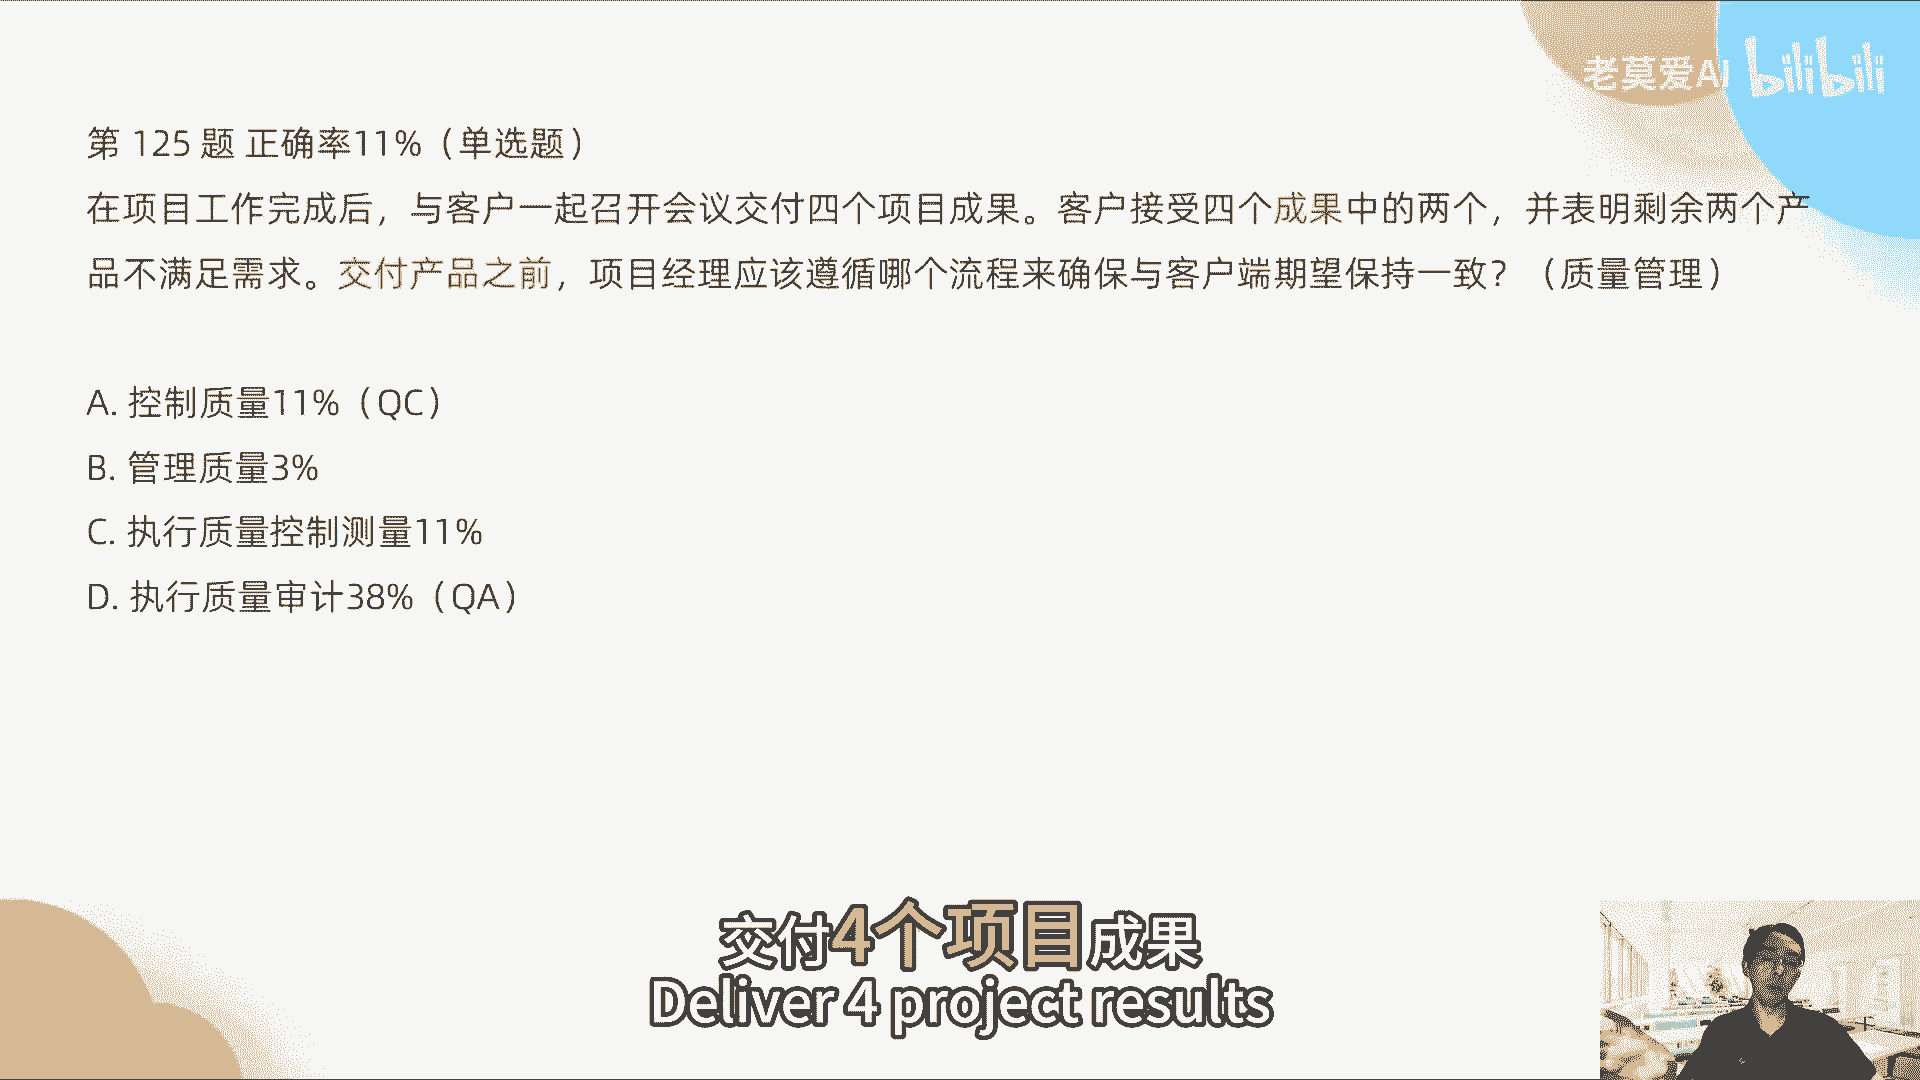 老莫爱AI bilibili
第 125 题 正确率11%（单选题）
在项目工作完成后，与客户一起召开会议交付四个项目成果。客户接受四个成果中的两个，并表明剩余两个产
品不满足需求。交付产品之前，项目经理应该遵循哪个流程来确保与客户端期望保持一致？（质量管理）
A. 控制质量11%（QC）
B. 管理质量3%
C. 执行质量控制测量11%
D. 执行质量审计38%（QA）
交付4个项目成果
Deliver 4 project results